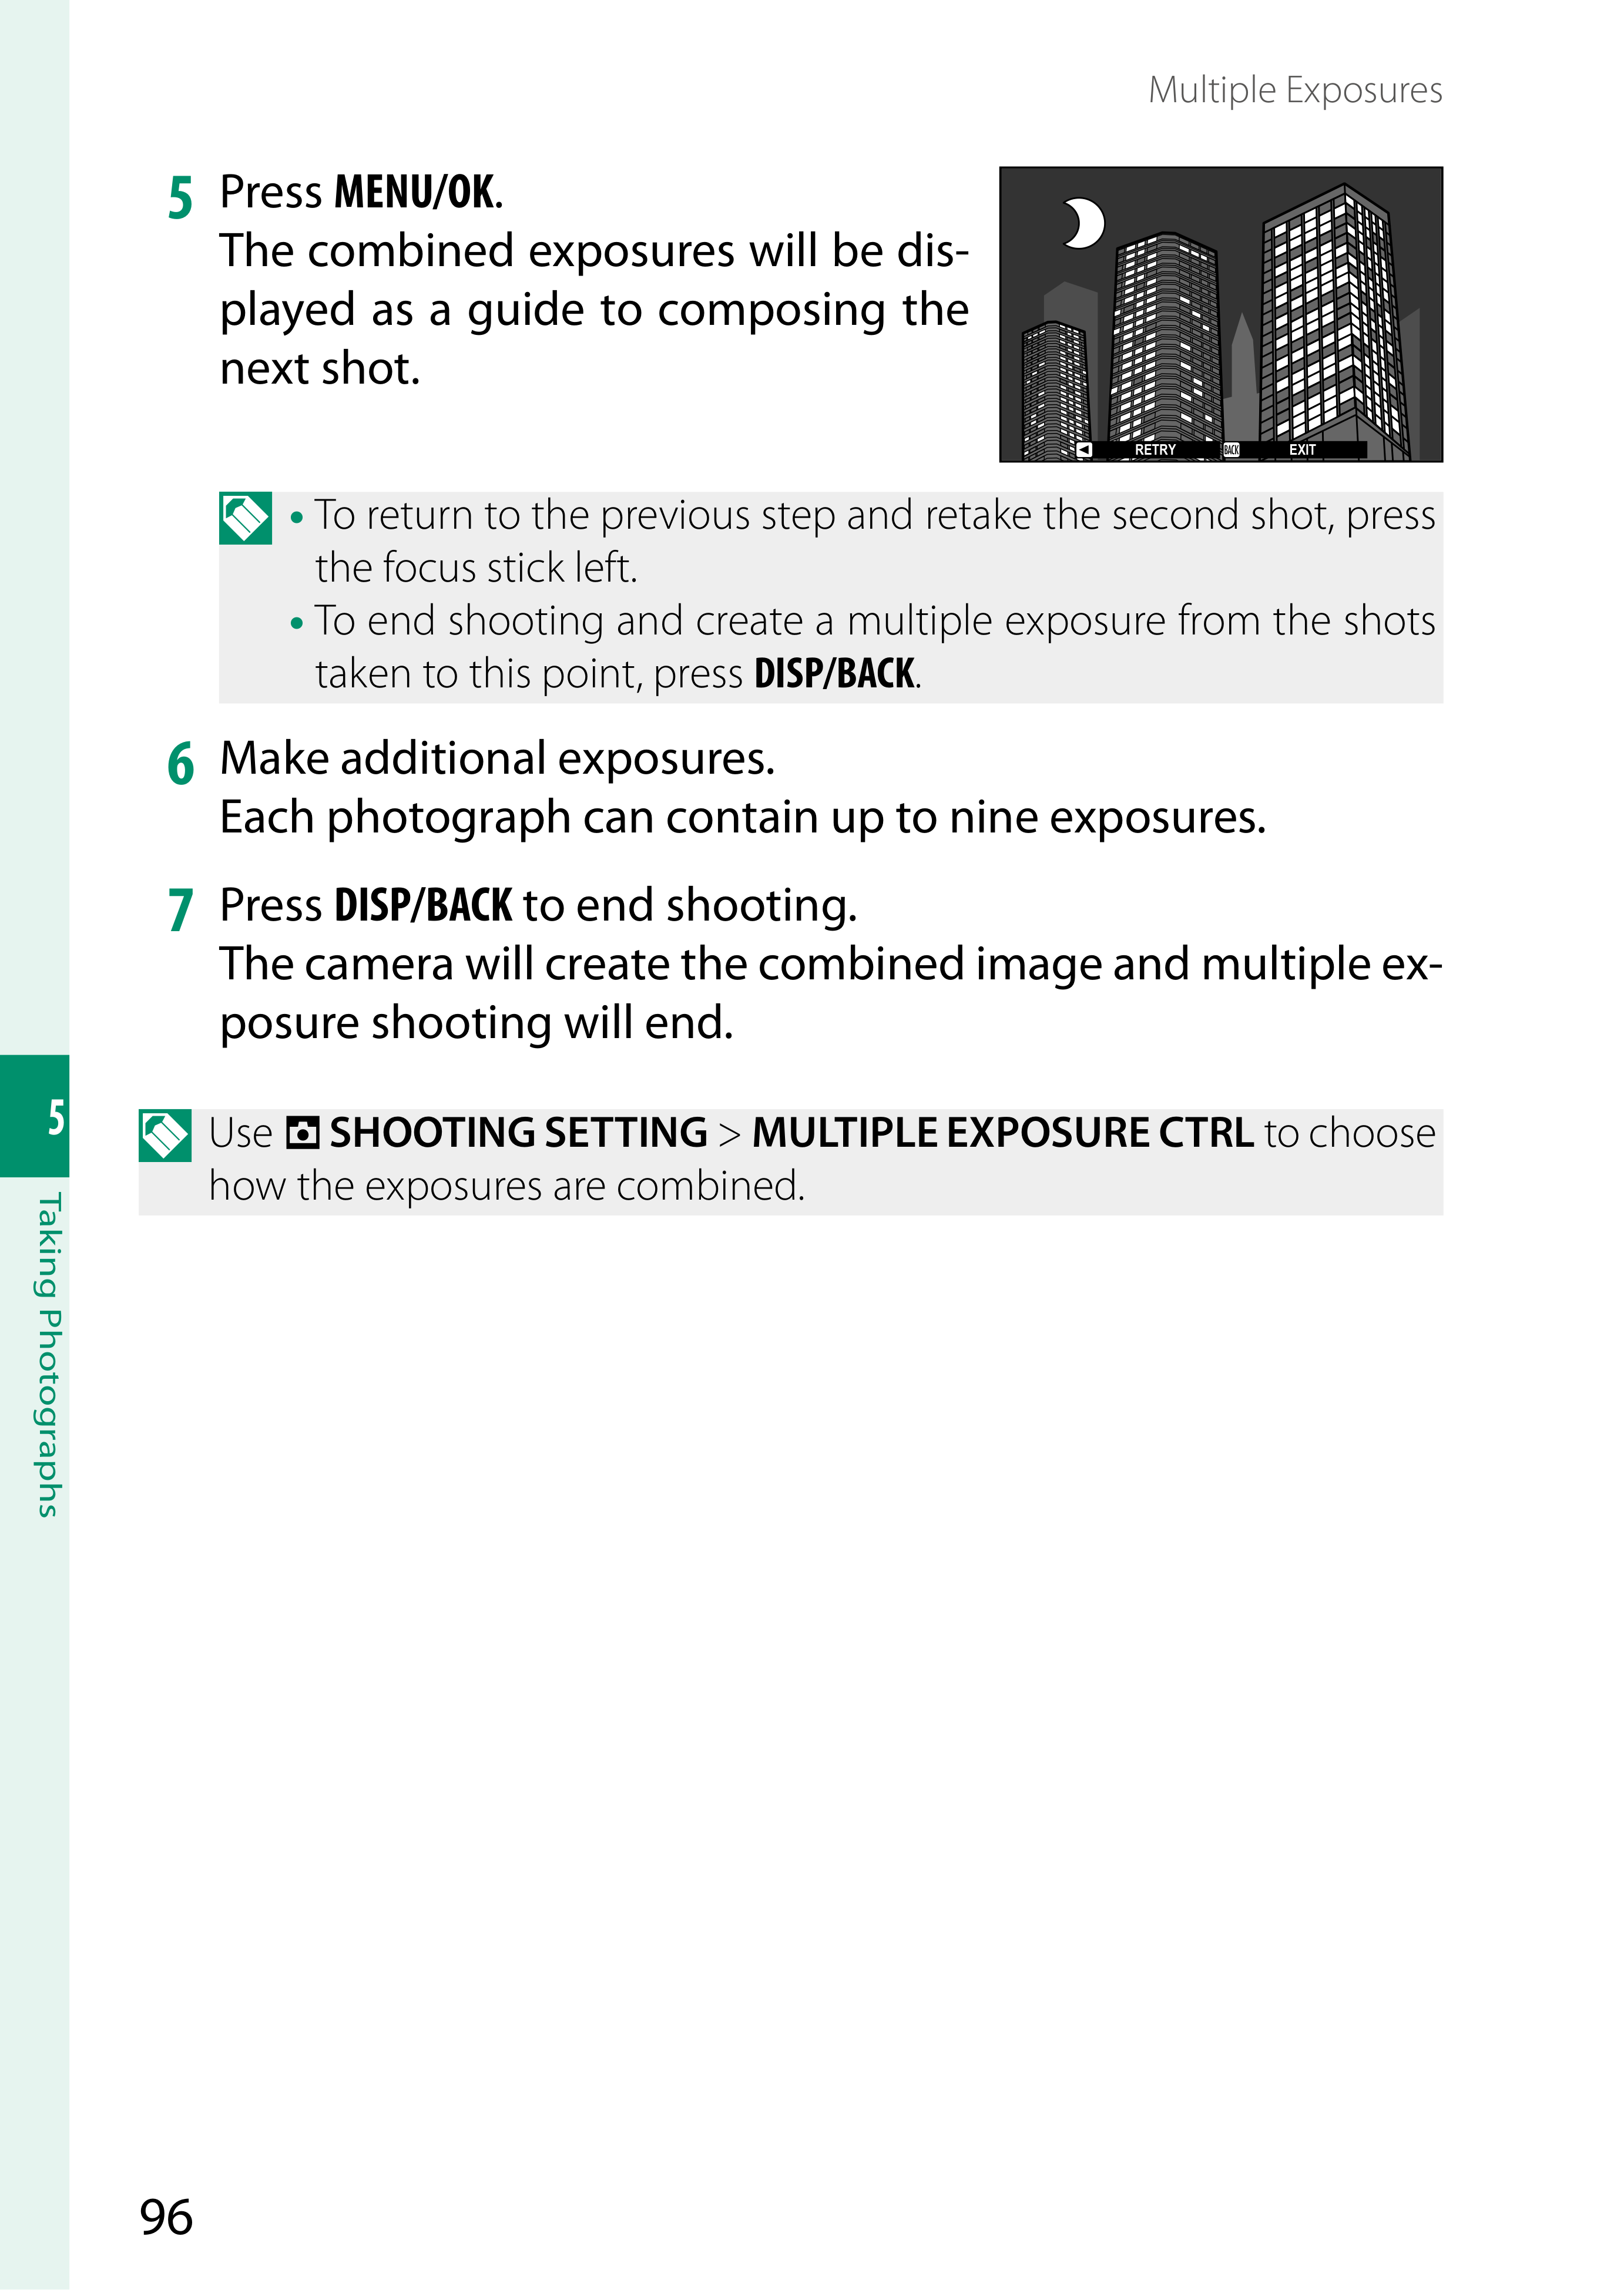 Multiple Exposures
5 Press MENU/OK.
The combined exposures will be dis-
played as a guide to composing the
next shot.
RETRY BACK EXIT
• To return to the previous step and retake the second shot, press
the focus stick left.
• To end shooting and create a multiple exposure from the shots
taken to this point, press DISP/BACK.
6 Make additional exposures.
Each photograph can contain up to nine exposures.
7 Press DISP/BACK to end shooting.
The camera will create the combined image and multiple ex-
posure shooting will end.
Use SHOOTING SETTING > MULTIPLE EXPOSURE CTRL to choose
how the exposures are combined.
5
Taking Photographs
96